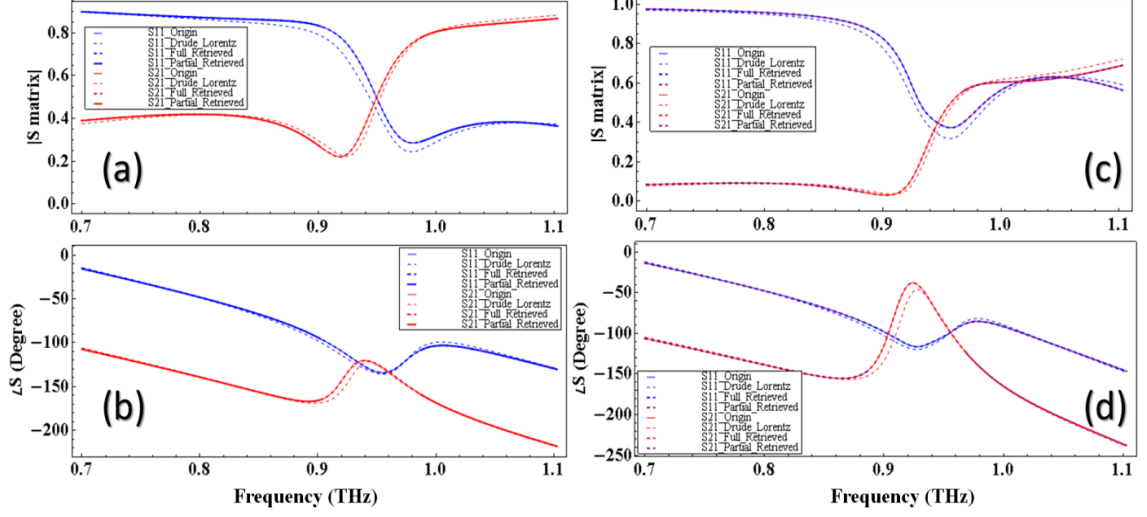 |S matrix|
0.8
0.6
0.4
0.2
0.0
S11_Origin
S11_Drude_Lorentz
S11_Full_Retrieved
S11_Partial_Retrieved
S21_Origin
S21_Drude_Lorentz
S21_Full_Retrieved
S21_Partial_Retrieved
(a)
0.7 0.8 0.9 1.0 1.1
∠S (Degree)
0
−50
−100
−150
−200
S11_Origin
S11_Drude_Lorentz
S11_Full_Retrieved
S11_Partial_Retrieved
S21_Origin
S21_Drude_Lorentz
S21_Full_Retrieved
S21_Partial_Retrieved
(b)
0.7 0.8 0.9 1.0 1.1
Frequency (THz)
|S matrix|
1.0
0.8
0.6
0.4
0.2
0.0
S11_Origin
S11_Drude_Lorentz
S11_Full_Retrieved
S11_Partial_Retrieved
S21_Origin
S21_Drude_Lorentz
S21_Full_Retrieved
S21_Partial_Retrieved
(c)
0.7 0.8 0.9 1.0 1.1
∠S (Degree)
0
−50
−100
−150
−200
−250
S11_Origin
S11_Drude_Lorentz
S11_Full_Retrieved
S11_Partial_Retrieved
S21_Origin
S21_Drude_Lorentz
S21_Full_Retrieved
S21_Partial_Retrieved
(d)
0.7 0.8 0.9 1.0 1.1
Frequency (THz)